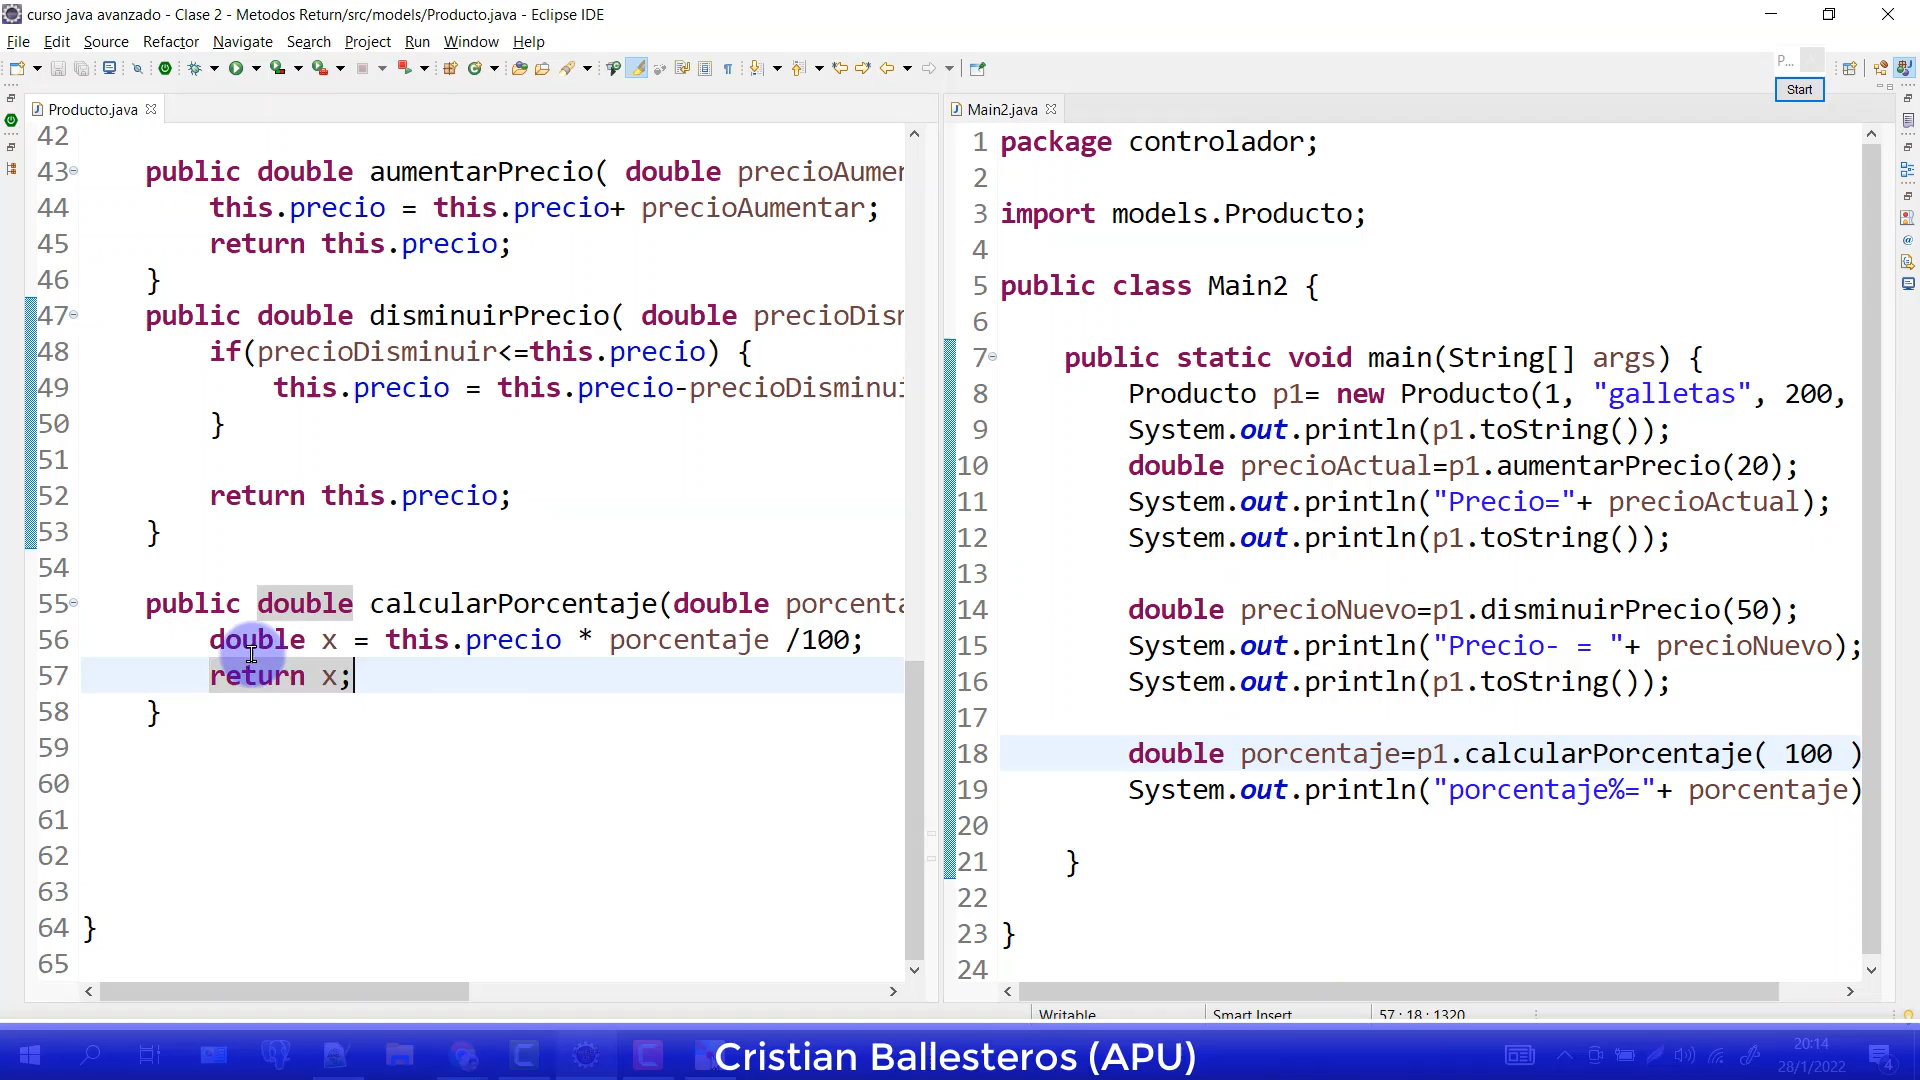 curso java avanzado - Clase 2 - Metodos Return/src/models/Producto.java - Eclipse IDE
File Edit Source Refactor Navigate Search Project Run Window Help
P...
Start
Producto.java
42
43 public double aumentarPrecio( double precioAumen
44 this.precio = this.precio+ precioAumentar;
45 return this.precio;
46 }
47 public double disminuirPrecio( double precioDism
48 if(precioDisminuir<=this.precio) {
49 this.precio = this.precio-precioDisminui
50 }
51
52 return this.precio;
53 }
54
55 public double calcularPorcentaje(double porcenta
56 double x = this.precio * porcentaje /100;
57 return x;
58 }
59
60
61
62
63
64 }
65
Main2.java
1 package controlador;
2
3 import models.Producto;
4
5 public class Main2 {
6
7 public static void main(String[] args) {
8 Producto p1= new Producto(1, "galletas", 200,
9 System.out.println(p1.toString());
10 double precioActual=p1.aumentarPrecio(20);
11 System.out.println("Precio="+ precioActual);
12 System.out.println(p1.toString());
13
14 double precioNuevo=p1.disminuirPrecio(50);
15 System.out.println("Precio- = "+ precioNuevo);
16 System.out.println(p1.toString());
17
18 double porcentaje=p1.calcularPorcentaje( 100 )
19 System.out.println("porcentaje%="+ porcentaje)
20
21 }
22
23 }
24
Writable Smart Insert 57 : 18 : 1320
Cristian Ballesteros (APU)
20:14
28/1/2022
4